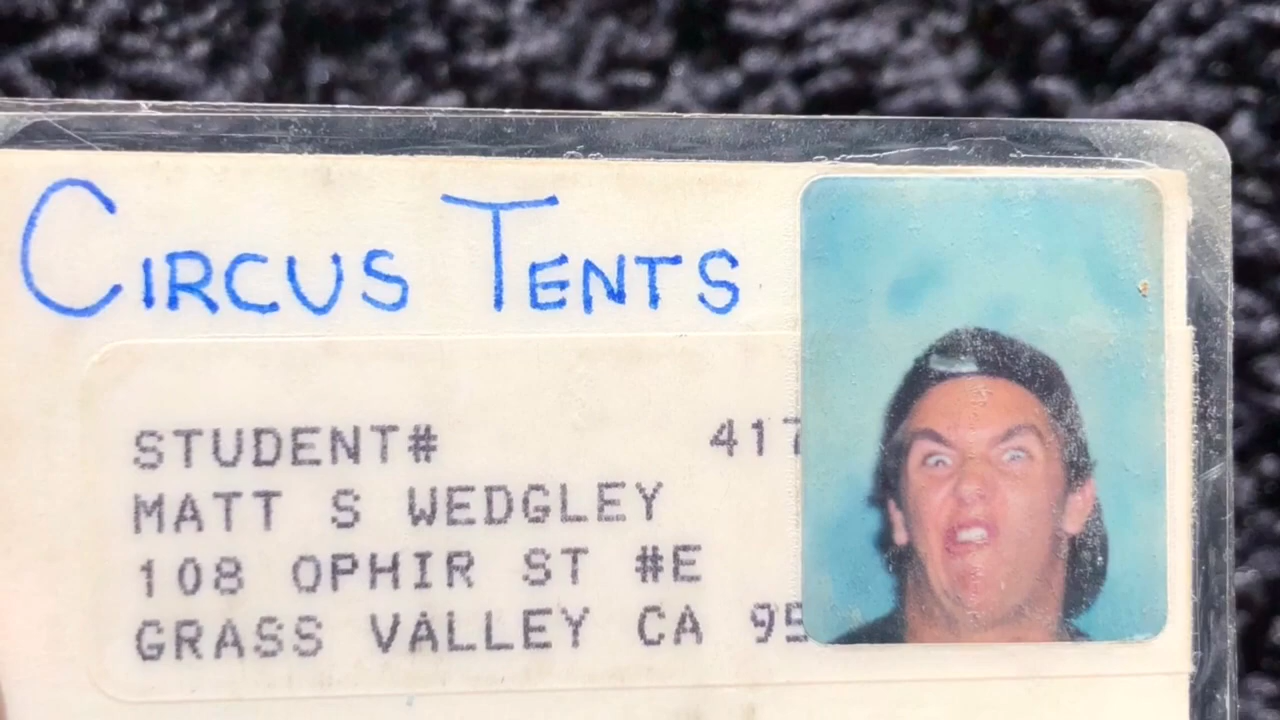 CIRCUS TENTS
STUDENT# 417
MATT S WEDGLEY
108 OPHIR ST #E
GRASS VALLEY CA 95